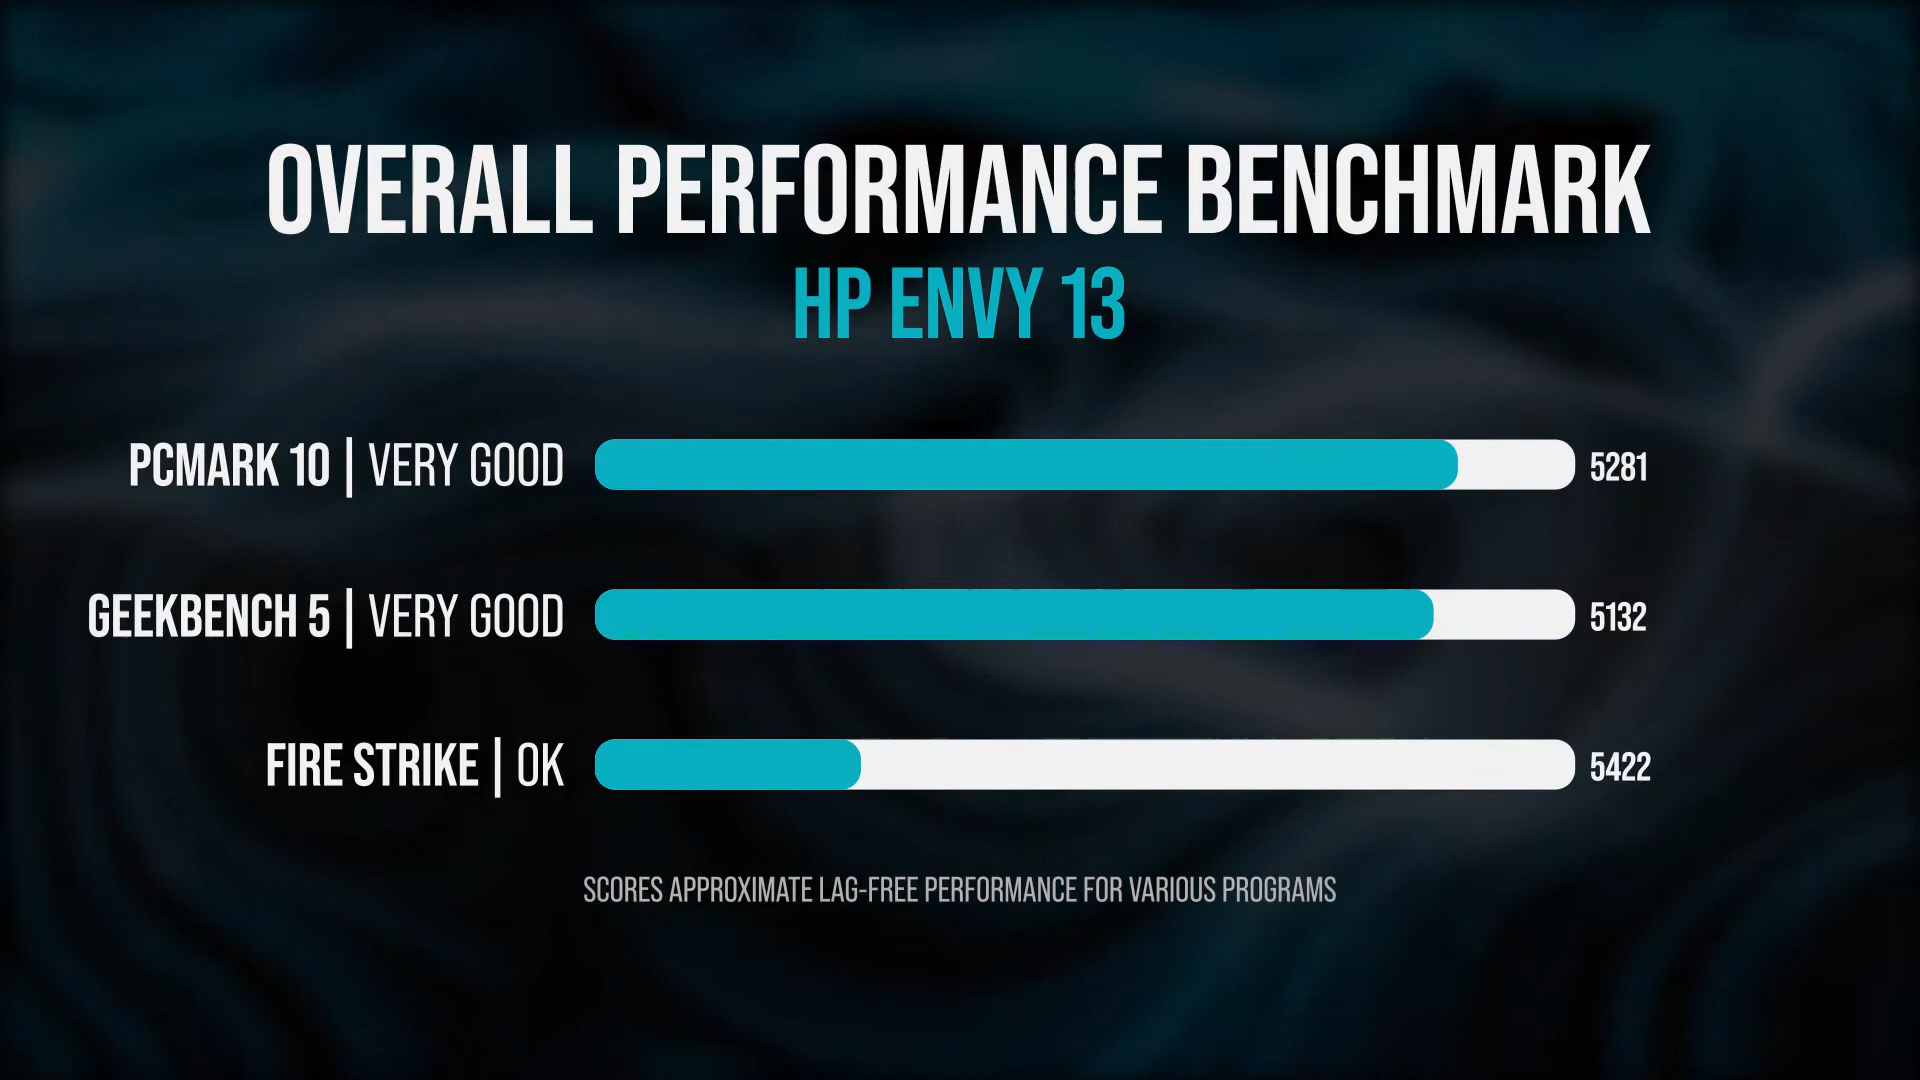 OVERALL PERFORMANCE BENCHMARK
HP ENVY 13
PCMARK 10 | VERY GOOD 5281
GEEKBENCH 5 | VERY GOOD 5132
FIRE STRIKE | OK 5422
SCORES APPROXIMATE LAG-FREE PERFORMANCE FOR VARIOUS PROGRAMS